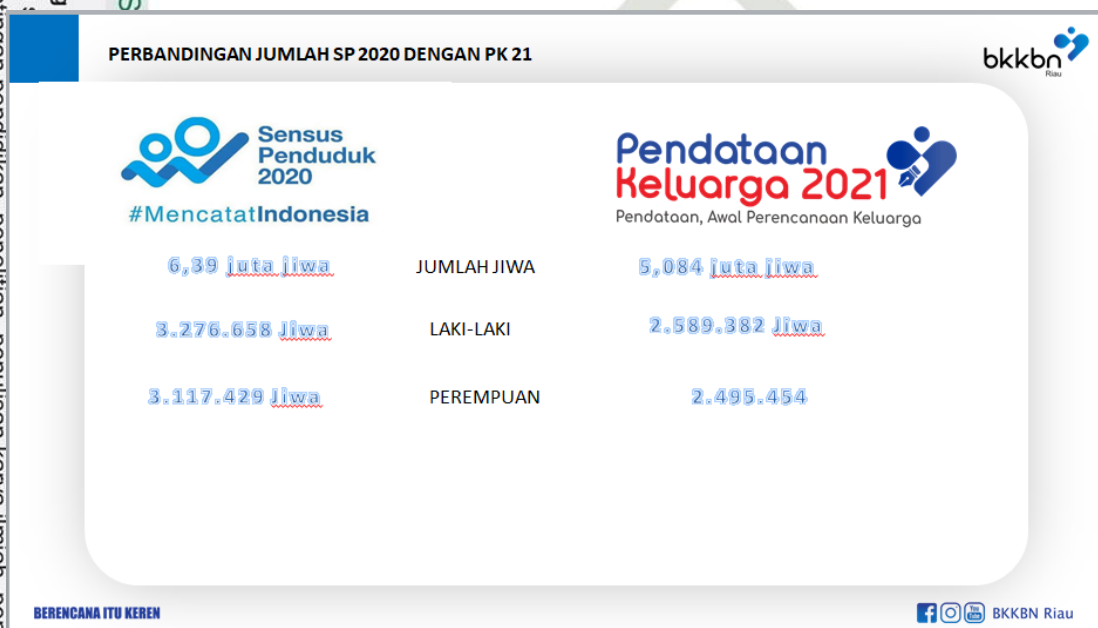 PERBANDINGAN JUMLAH SP 2020 DENGAN PK 21
bkkbn
Riau
Sensus
Penduduk
2020
#MencatatIndonesia
Pendataan
Keluarga 2021
Pendataan, Awal Perencanaan Keluarga
6,39 juta jiwa JUMLAH JIWA 5,084 juta jiwa
3.276.658 Jiwa LAKI-LAKI 2.589.382 Jiwa
3.117.429 Jiwa PEREMPUAN 2.495.454
BERENCANA ITU KEREN
BKKBN Riau